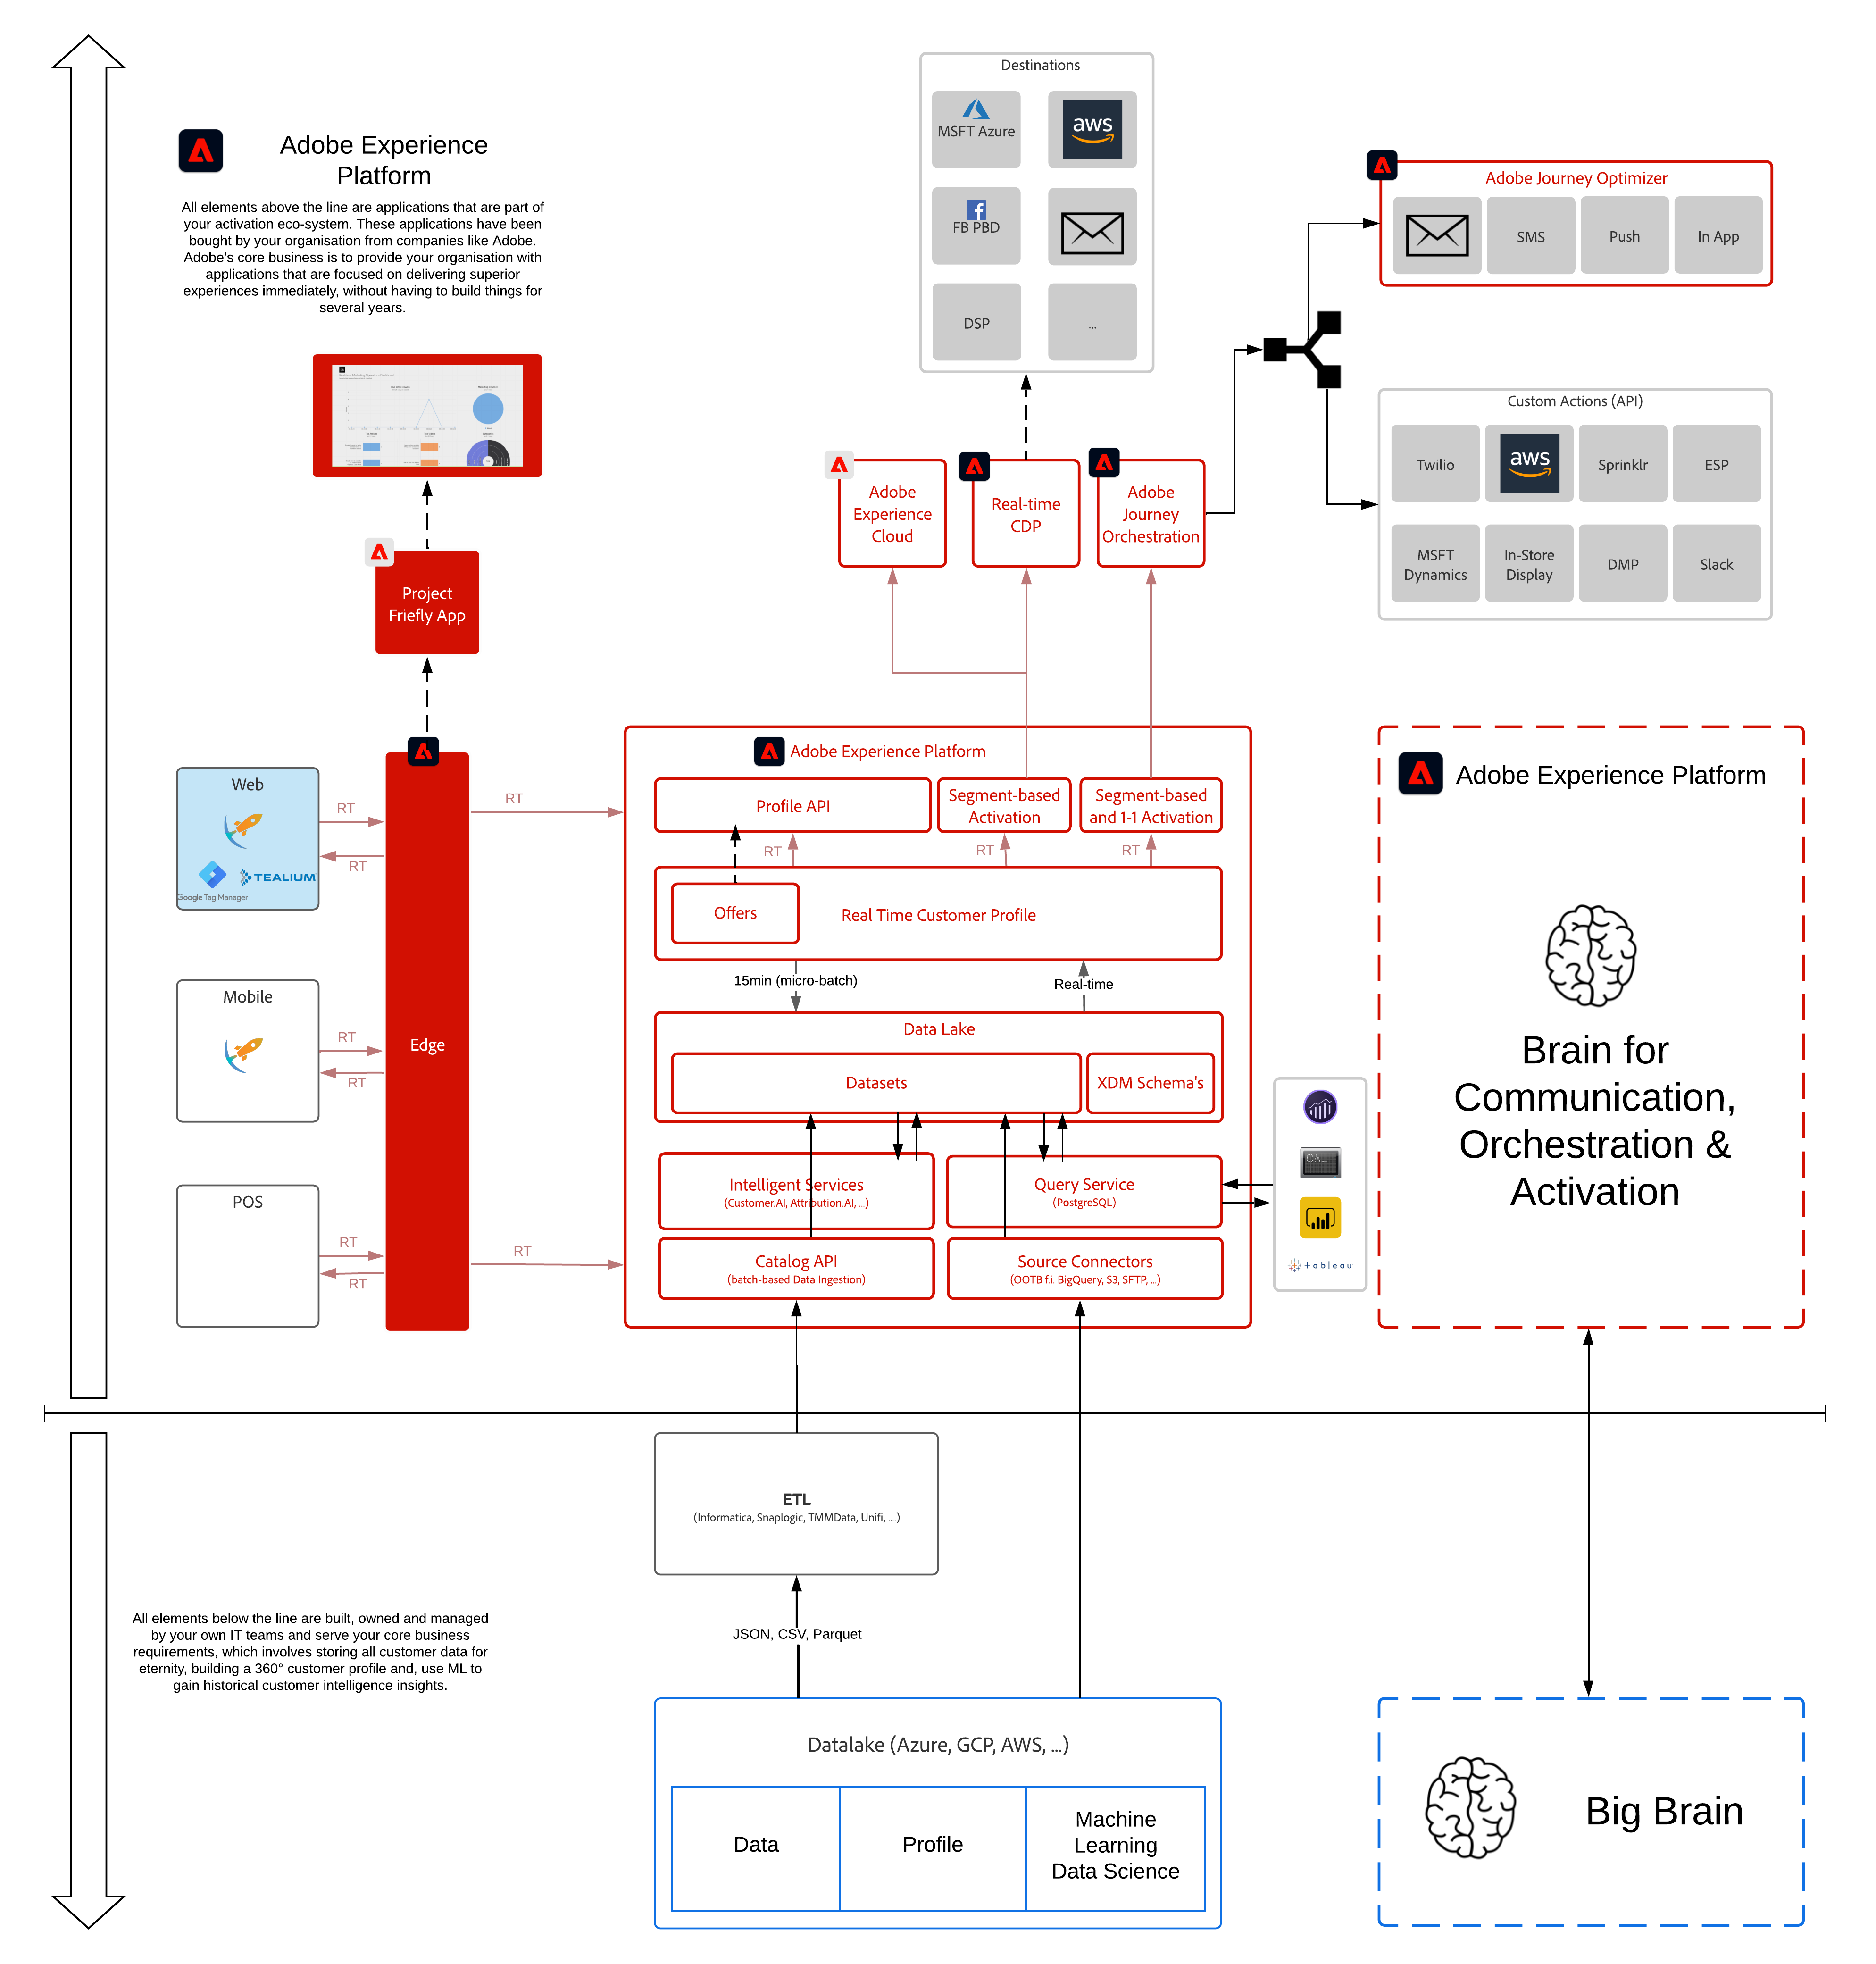 Destinations
MSFT Azure
aws
FB PBD
DSP
...
Adobe Experience
Platform
All elements above the line are applications that are part of
your activation eco-system. These applications have been
bought by your organisation from companies like Adobe.
Adobe's core business is to provide your organisation with
applications that are focused on delivering superior
experiences immediately, without having to build things for
several years.
Adobe Journey Optimizer
SMS
Push
In App
Custom Actions (API)
Twilio
aws
Sprinklr
ESP
MSFT
Dynamics
In-Store
Display
DMP
Slack
Adobe
Experience
Cloud
Real-time
CDP
Adobe
Journey
Orchestration
Project
Friefly App
Web
Google Tag Manager
TEALIUM
RT
RT
Mobile
RT
RT
POS
RT
RT
Edge
RT
RT
Adobe Experience Platform
Profile API
Segment-based
Activation
Segment-based
and 1-1 Activation
RT
RT
RT
Offers
Real Time Customer Profile
15min (micro-batch)
Real-time
Data Lake
Datasets
XDM Schema's
Intelligent Services
(Customer.AI, Attribution.AI, ...)
Query Service
(PostgreSQL)
Catalog API
(batch-based Data Ingestion)
Source Connectors
(OOTB f.i. BigQuery, S3, SFTP, ...)
C:\_
+ableau
Adobe Experience Platform
Brain for
Communication,
Orchestration &
Activation
ETL
(Informatica, Snaplogic, TMMData, Unifi, ....)
JSON, CSV, Parquet
All elements below the line are built, owned and managed
by your own IT teams and serve your core business
requirements, which involves storing all customer data for
eternity, building a 360° customer profile and, use ML to
gain historical customer intelligence insights.
Datalake (Azure, GCP, AWS, ...)
Data
Profile
Machine
Learning
Data Science
Big Brain